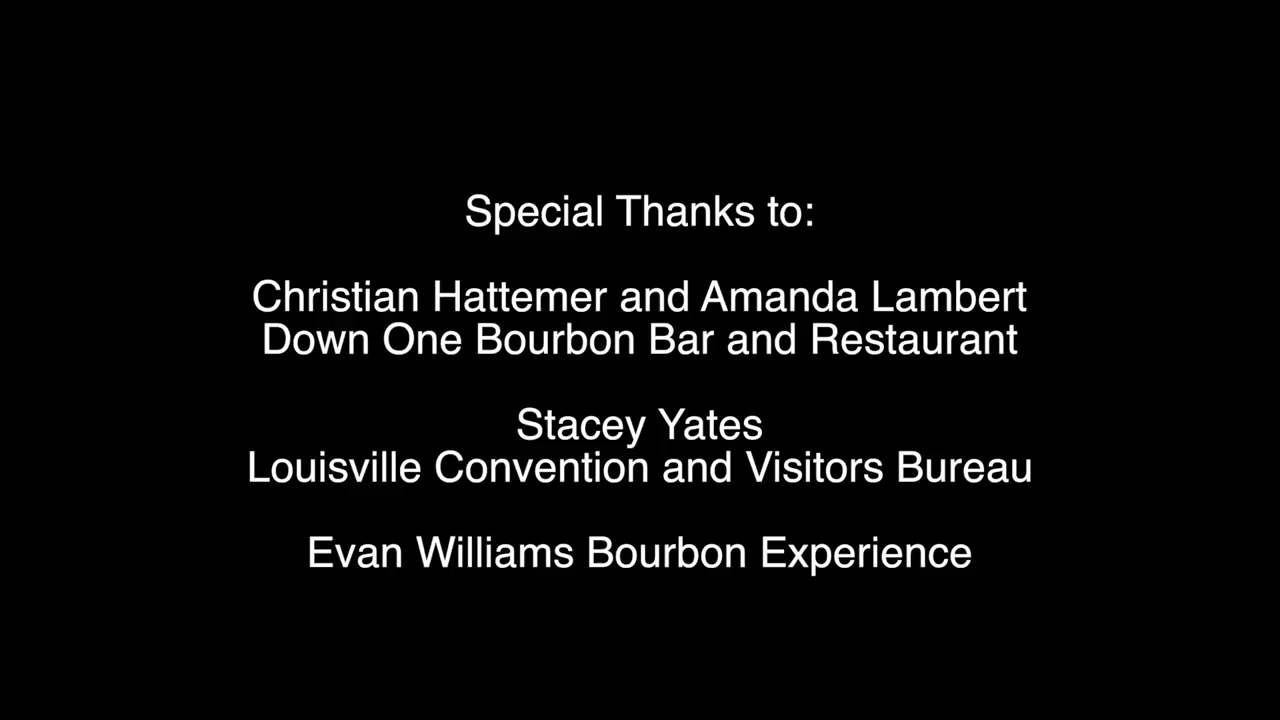 Special Thanks to:
Christian Hattemer and Amanda Lambert
Down One Bourbon Bar and Restaurant
Stacey Yates
Louisville Convention and Visitors Bureau
Evan Williams Bourbon Experience